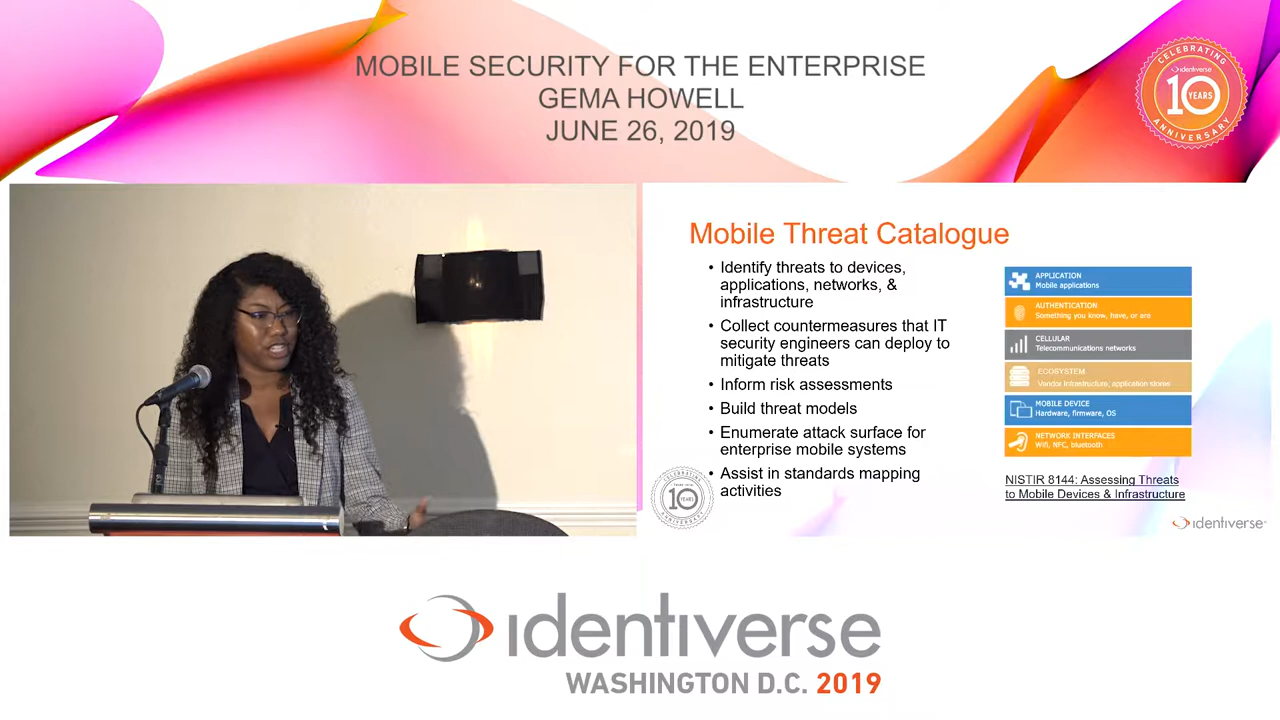 MOBILE SECURITY FOR THE ENTERPRISE
GEMA HOWELL
JUNE 26, 2019
CELEBRATING
identiverse
10 YEARS
ANNIVERSARY
Mobile Threat Catalogue
• Identify threats to devices,
applications, networks, &
infrastructure
• Collect countermeasures that IT
security engineers can deploy to
mitigate threats
• Inform risk assessments
• Build threat models
• Enumerate attack surface for
enterprise mobile systems
• Assist in standards mapping
activities
APPLICATION
Mobile applications
AUTHENTICATION
Something you know, have, or are
CELLULAR
Telecommunications networks
ECOSYSTEM
Vendor infrastructure, application stores
MOBILE DEVICE
Hardware, firmware, OS
NETWORK INTERFACES
Wifi, NFC, bluetooth
NISTIR 8144: Assessing Threats
to Mobile Devices & Infrastructure
CELEBRATING
10 YEARS
ANNIVERSARY
identiverse
identiverse
WASHINGTON D.C. 2019